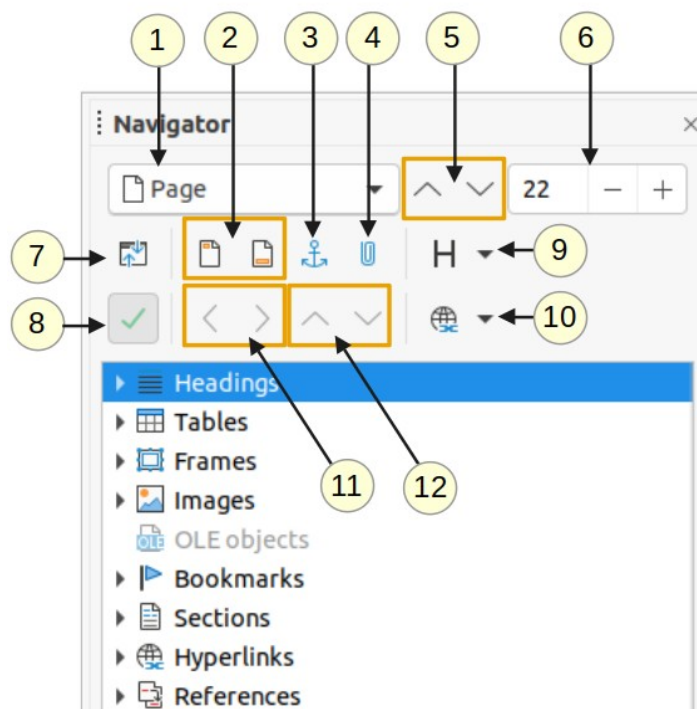 1 2 3 4 5 6
Navigator
Page 22
7 H 9
8 10
Headings
Tables
Frames
11 12
Images
OLE OLE objects
Bookmarks
Sections
Hyperlinks
References